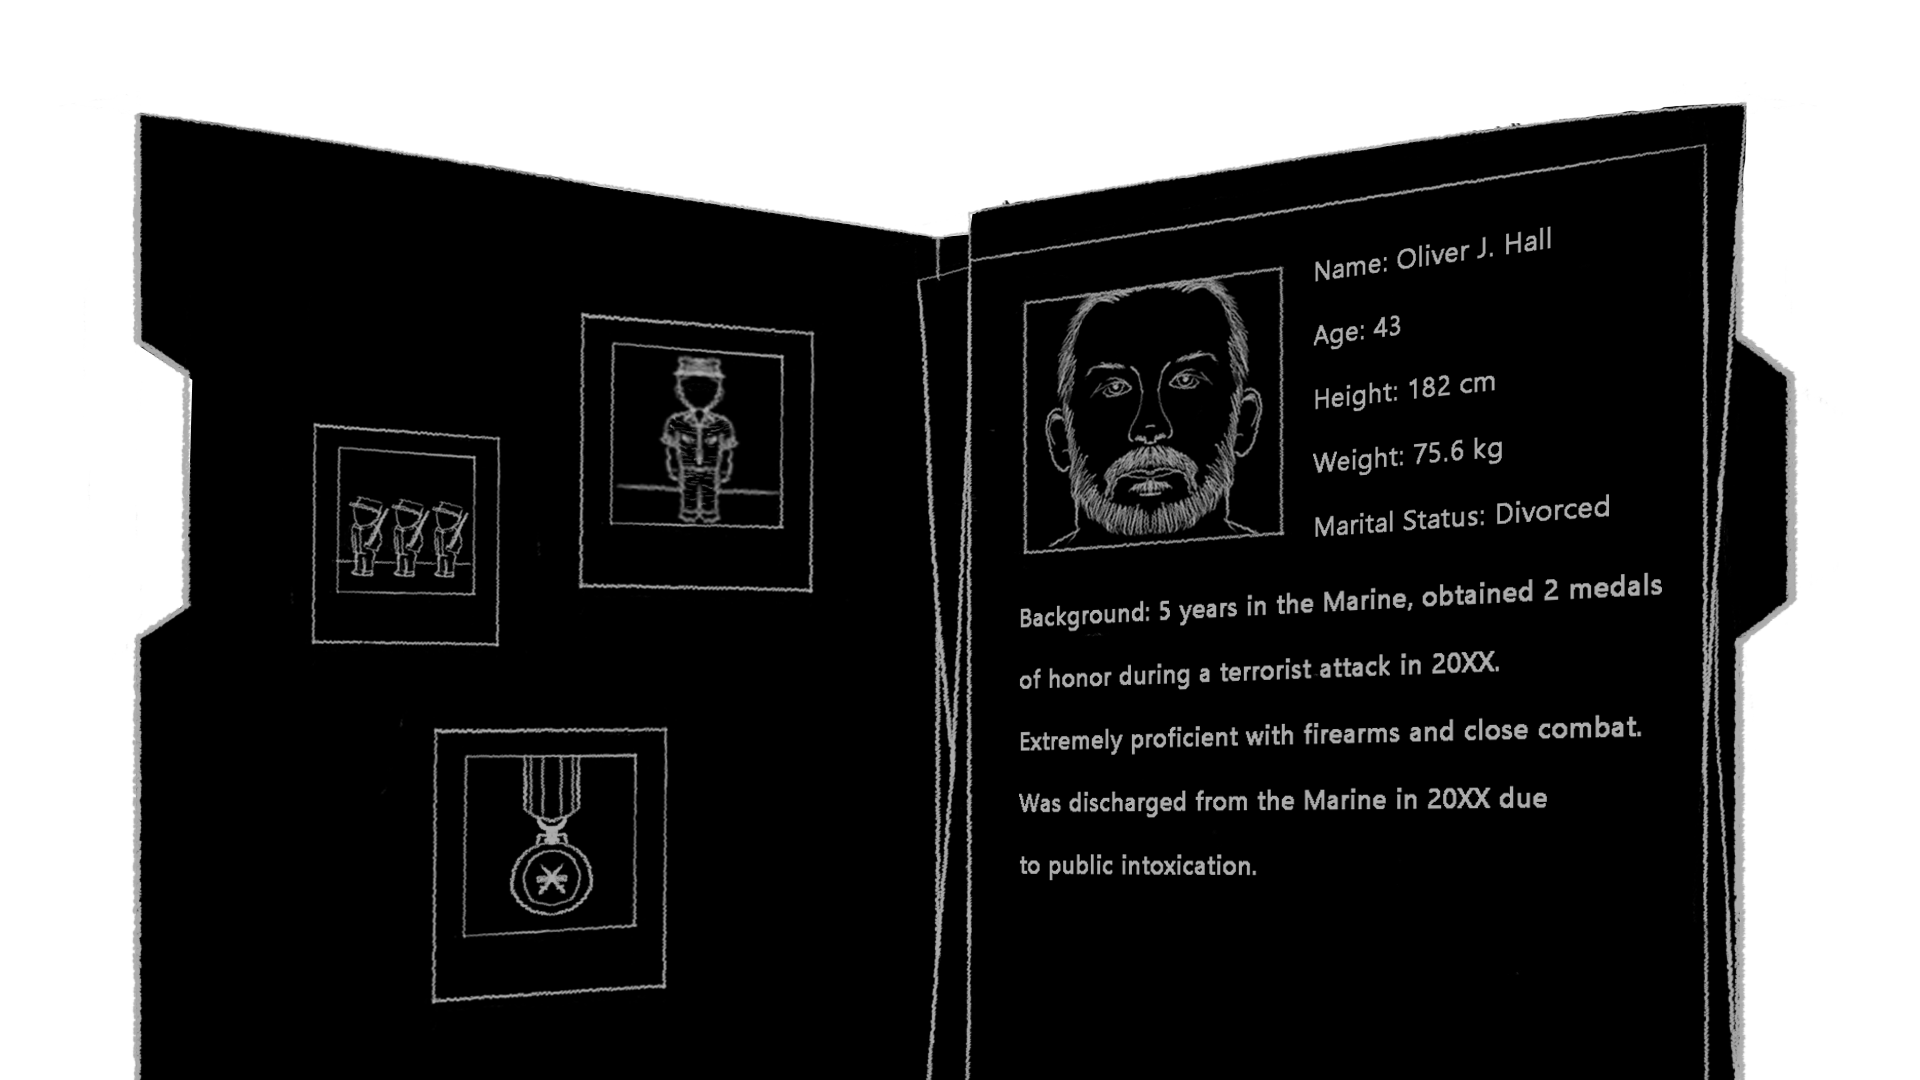 Name: Oliver J. Hall
Age: 43
Height: 182 cm
Weight: 75.6 kg
Marital Status: Divorced
Background: 5 years in the Marine, obtained 2 medals
of honor during a terrorist attack in 20XX.
Extremely proficient with firearms and close combat.
Was discharged from the Marine in 20XX due
to public intoxication.